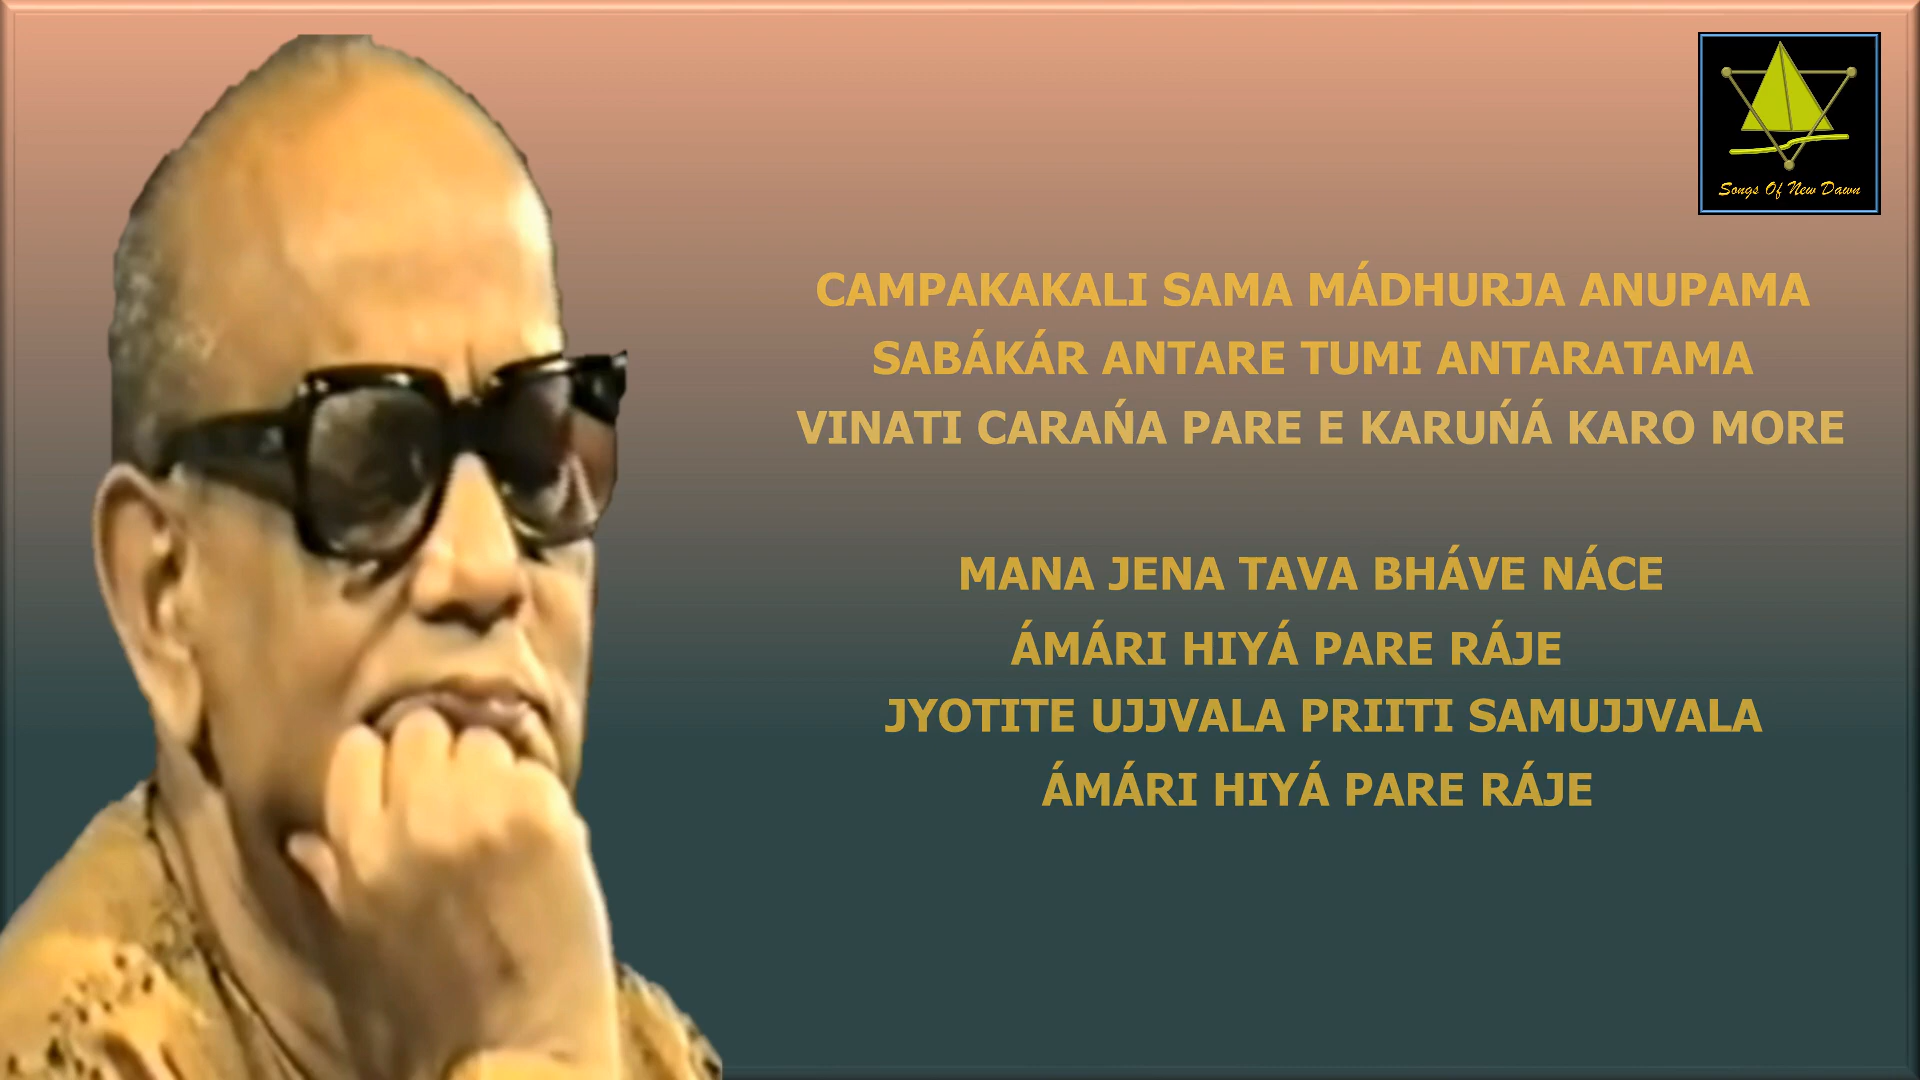 Songs Of New Dawn
CAMPAKAKALI SAMA MÁDHURJA ANUPAMA
SABÁKÁR ANTARE TUMI ANTARATAMA
VINATI CARAŃA PARE E KARUŃÁ KARO MORE
MANA JENA TAVA BHÁVE NÁCE
ÁMÁRI HIYÁ PARE RÁJE
JYOTITE UJJVALA PRIITI SAMUJJVALA
ÁMÁRI HIYÁ PARE RÁJE